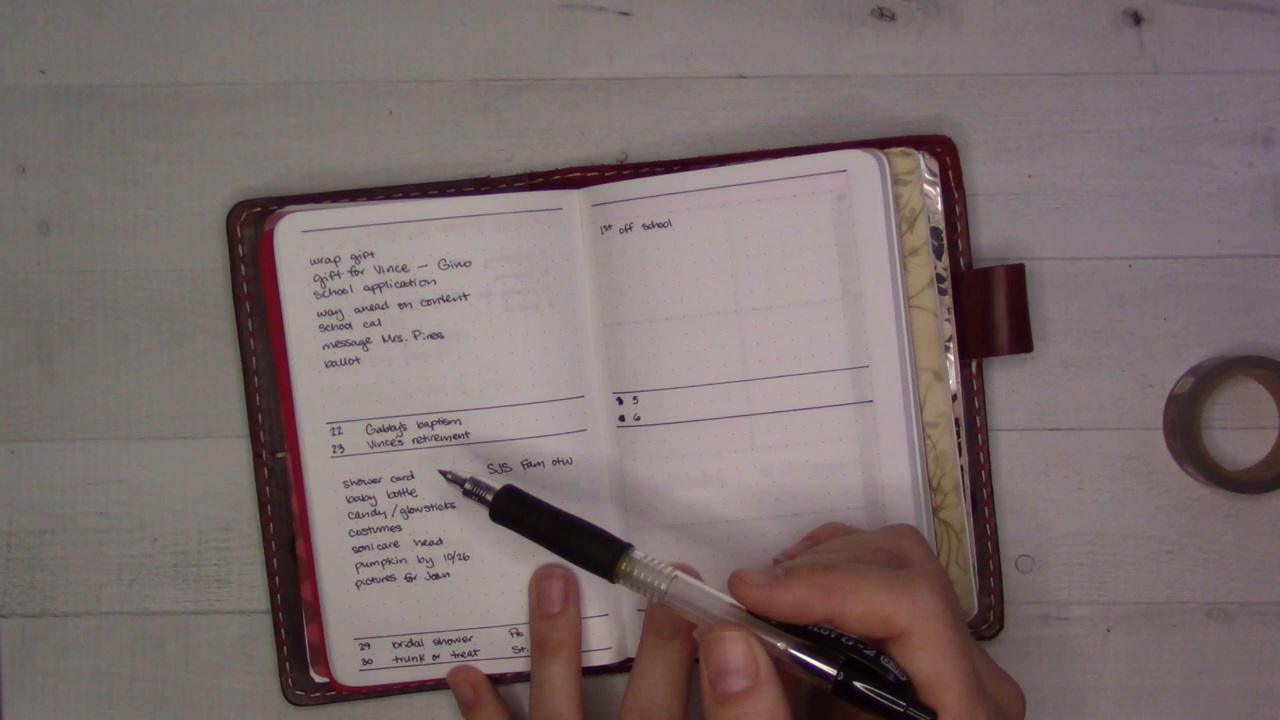 wrap gift
gift for Vince - Gino
school application
way ahead on content
school cal
message Mrs. Pires
ballot
22 Gabby's baptism
23 Vince's retirement
shower card
SJS Fam otw
baby bottle
candy / glowsticks
costumes
sonicare head
pumpkin by 10/26
pictures for Joan
29 bridal shower
30 trunk or treat St.
1st off school
5
6